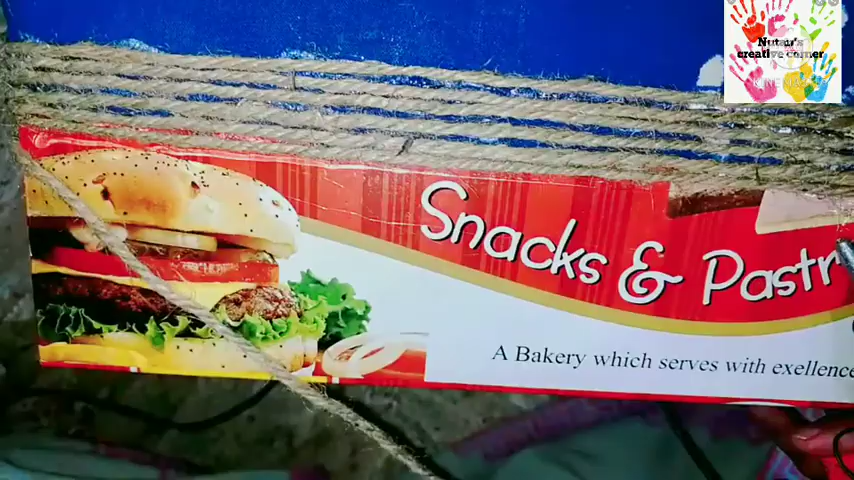 Nutan's
creative corner
Snacks & Pastr
A Bakery which serves with exellence